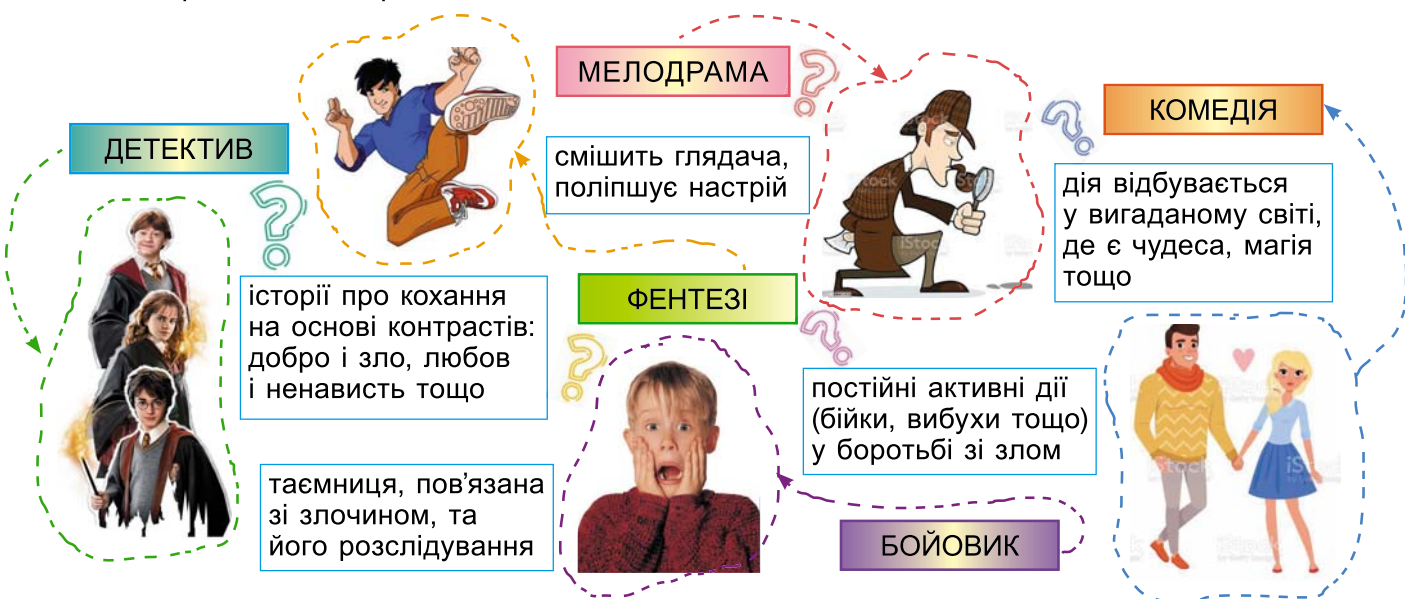 МЕЛОДРАМА
КОМЕДІЯ
ДЕТЕКТИВ
смішить глядача,
поліпшує настрій
дія відбувається
у вигаданому світі,
де є чудеса, магія
тощо
історії про кохання
на основі контрастів:
добро і зло, любов
і ненависть тощо
ФЕНТЕЗІ
постійні активні дії
(бійки, вибухи тощо)
у боротьбі зі злом
таємниця, пов’язана
зі злочином, та
його розслідування
БОЙОВИК
iStock
iStock